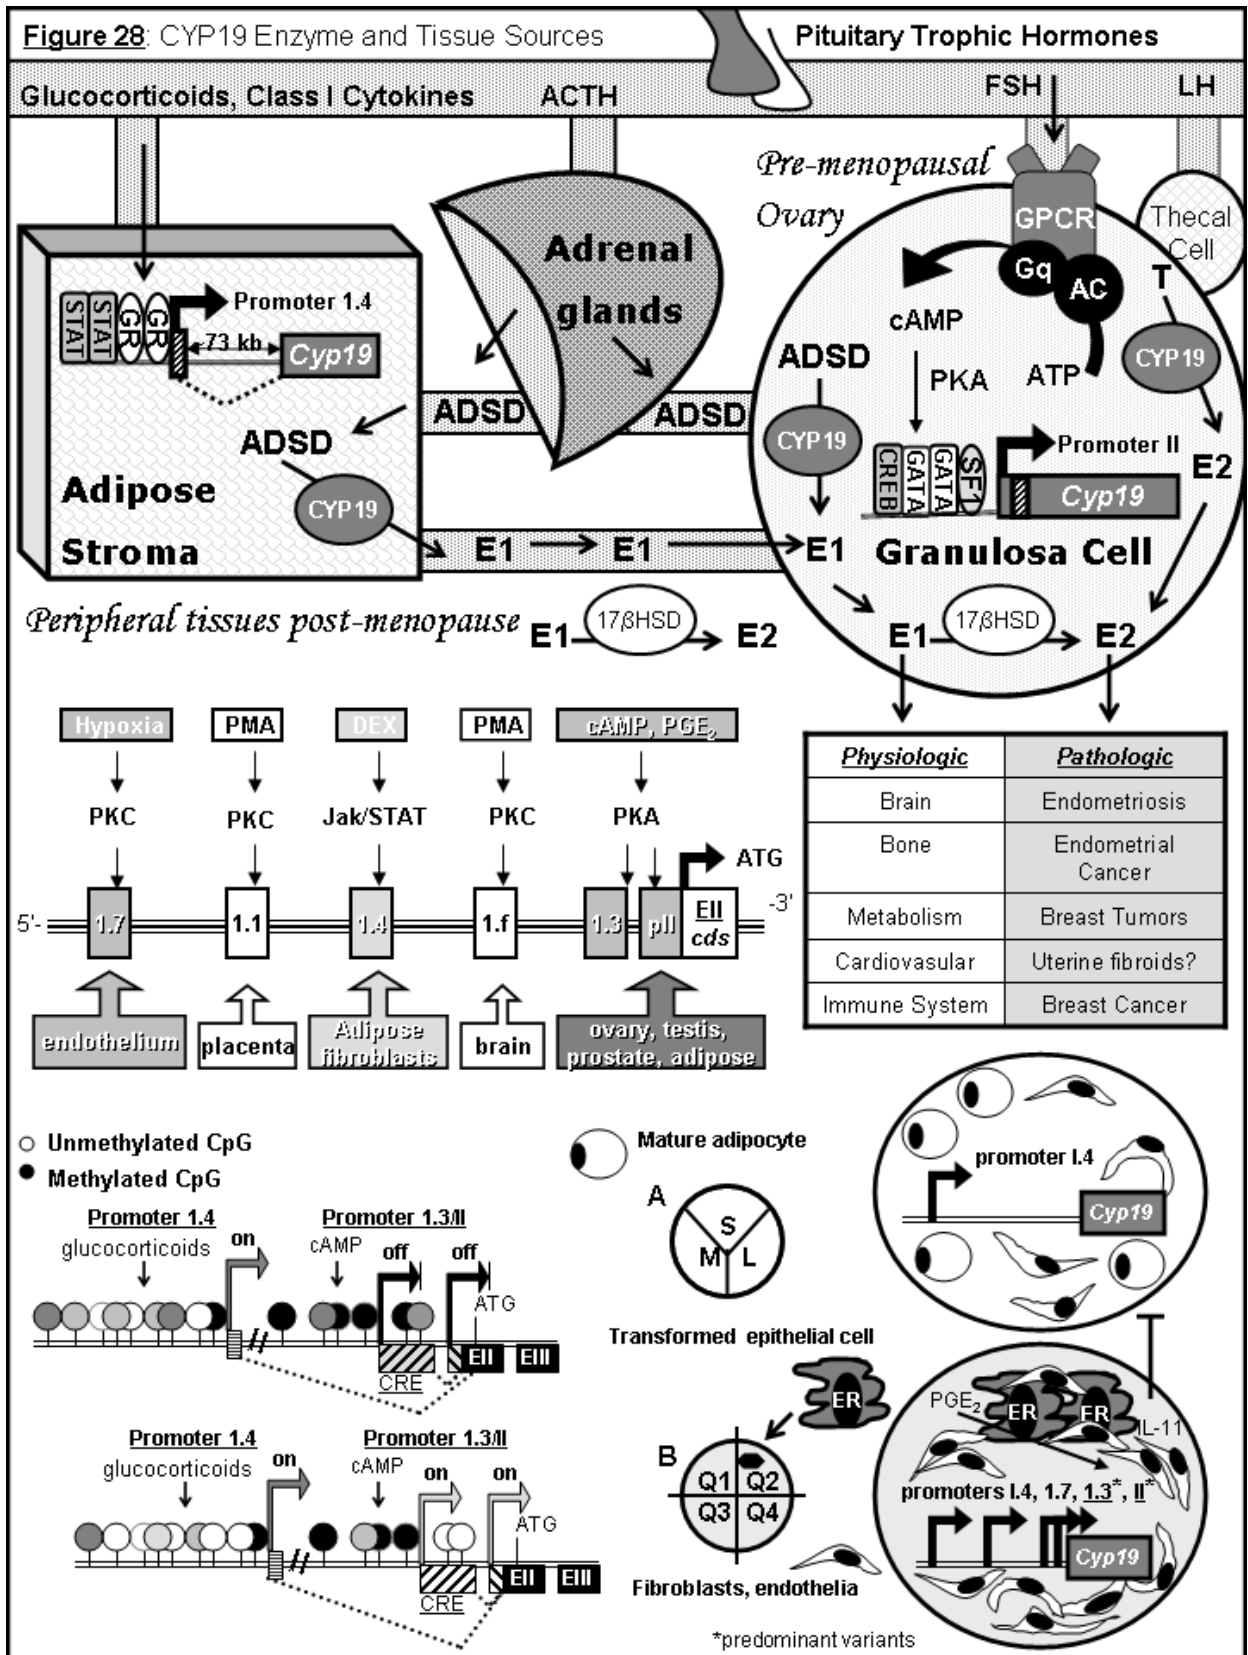 Figure 28: CYP19 Enzyme and Tissue Sources
Pituitary Trophic Hormones
Glucocorticoids, Class I Cytokines
ACTH
FSH
LH
Pre-menopausal
Ovary
GPCR
Thecal
Cell
Gq
AC
T
Adrenal
glands
STAT
STAT
GR
GR
Promoter 1.4
~73 kb
Cyp19
cAMP
ADSD
PKA
ATP
CYP19
ADSD
ADSD
ADSD
CYP19
Promoter II
CREB
GATA
GATA
SF1
Cyp19
E2
Adipose
CYP19
Stroma
E1
E1
E1
Granulosa Cell
Peripheral tissues post-menopause
E1
17βHSD
E2
E1
17βHSD
E2
Hypoxia
PMA
DEX
PMA
cAMP, PGE2
PKC
PKC
Jak/STAT
PKC
PKA
ATG
5'-
1.7
1.1
1.4
1.f
1.3
pII
EII
cds
-3'
endothelium
placenta
Adipose
fibroblasts
brain
ovary, testis,
prostate, adipose
Physiologic
Pathologic
Brain
Endometriosis
Bone
Endometrial
Cancer
Metabolism
Breast Tumors
Cardiovasular
Uterine fibroids?
Immune System
Breast Cancer
Unmethylated CpG
Methylated CpG
Promoter 1.4
glucocorticoids
on
Promoter 1.3/II
cAMP
off
off
ATG
CRE
EII
EIII
Promoter 1.4
glucocorticoids
on
Promoter 1.3/II
cAMP
on
on
ATG
CRE
EII
EIII
Mature adipocyte
A
S
M
L
Transformed epithelial cell
ER
B
Q1
Q2
Q3
Q4
Fibroblasts, endothelia
promoter I.4
Cyp19
PGE2
ER
ER
IL-11
promoters I.4, 1.7, 1.3*, II*
Cyp19
*predominant variants